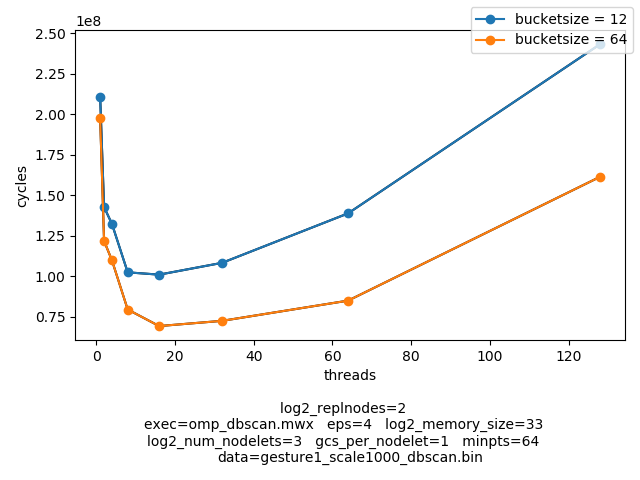 1e8
bucketsize = 12
bucketsize = 64
2.50
2.25
2.00
1.75
1.50
1.25
1.00
0.75
cycles
0 20 40 60 80 100 120
threads
log2_replnodes=2
exec=omp_dbscan.mwx eps=4 log2_memory_size=33
log2_num_nodelets=3 gcs_per_nodelet=1 minpts=64
data=gesture1_scale1000_dbscan.bin